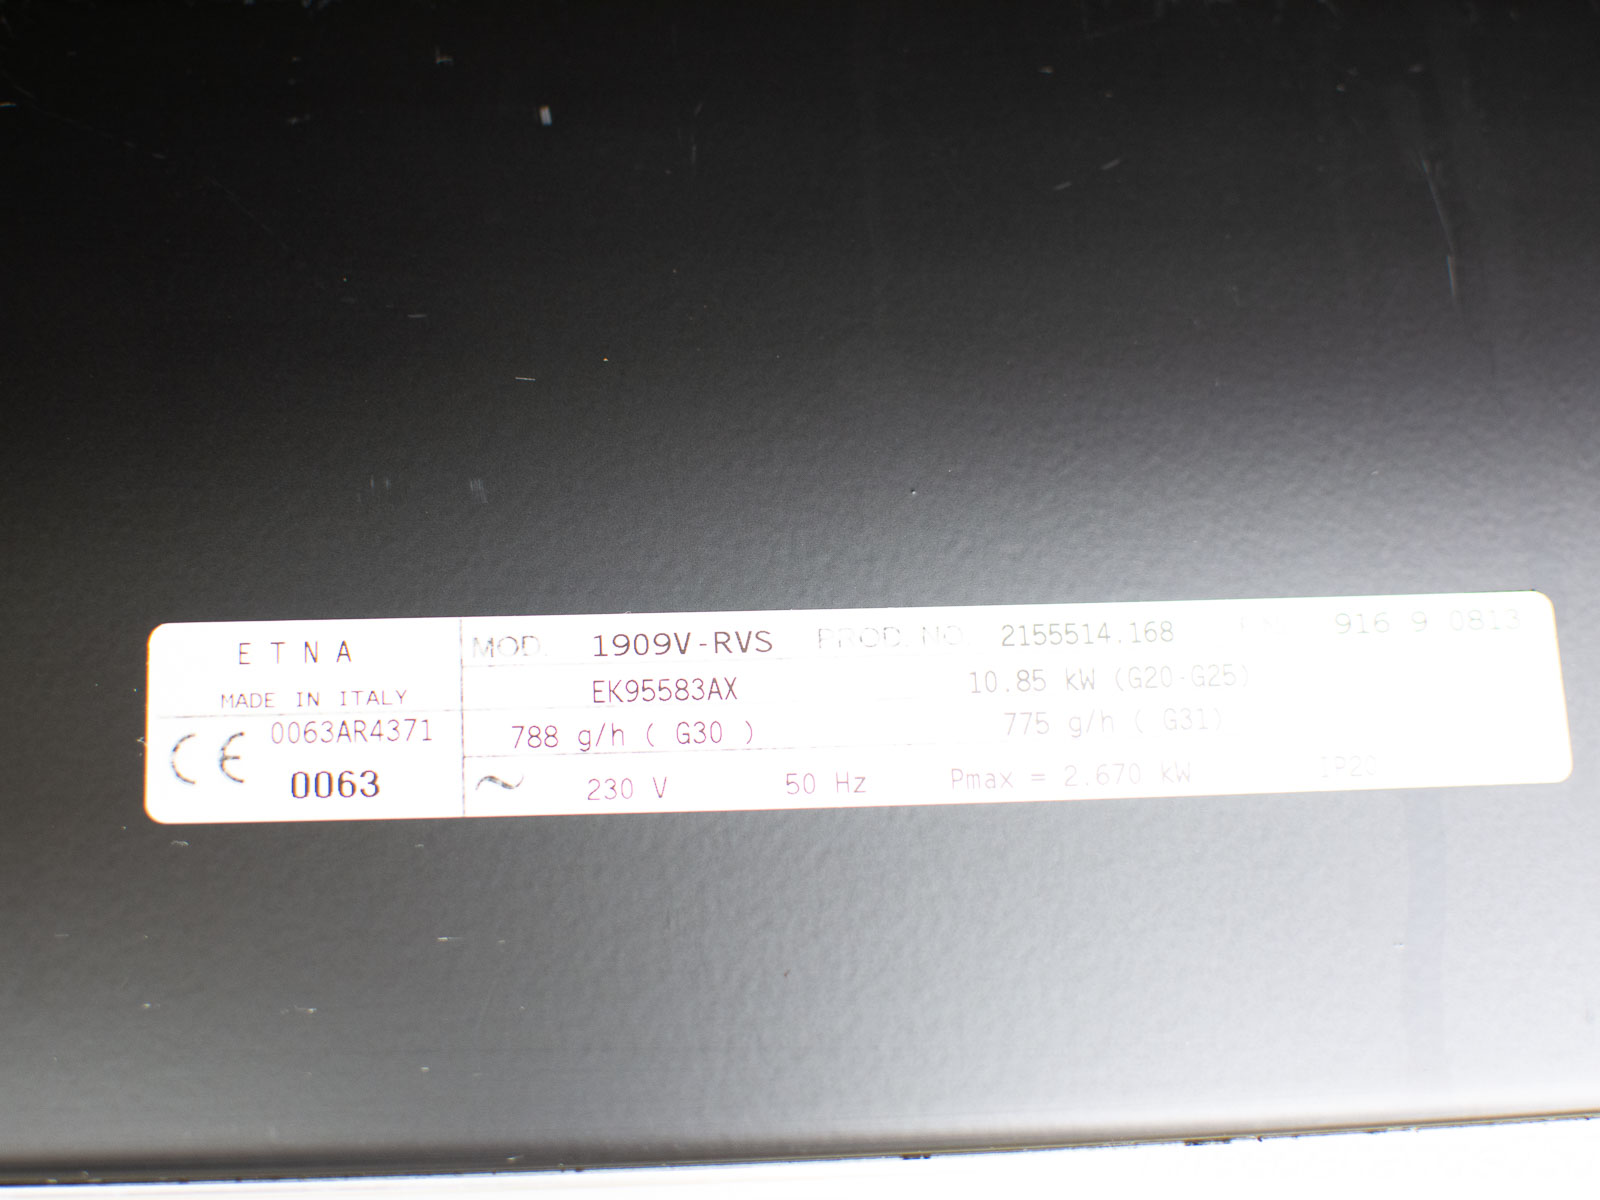 ETNA
MADE IN ITALY
0063AR4371
CE
0063
MOD. 1909V-RVS PROD. NO. 2155514.168 916 9 0813
EK95583AX 10.85 kW (G20-G25)
788 g/h ( G30 ) 775 g/h ( G31)
~ 230 V 50 Hz Pmax = 2.670 kW IP20